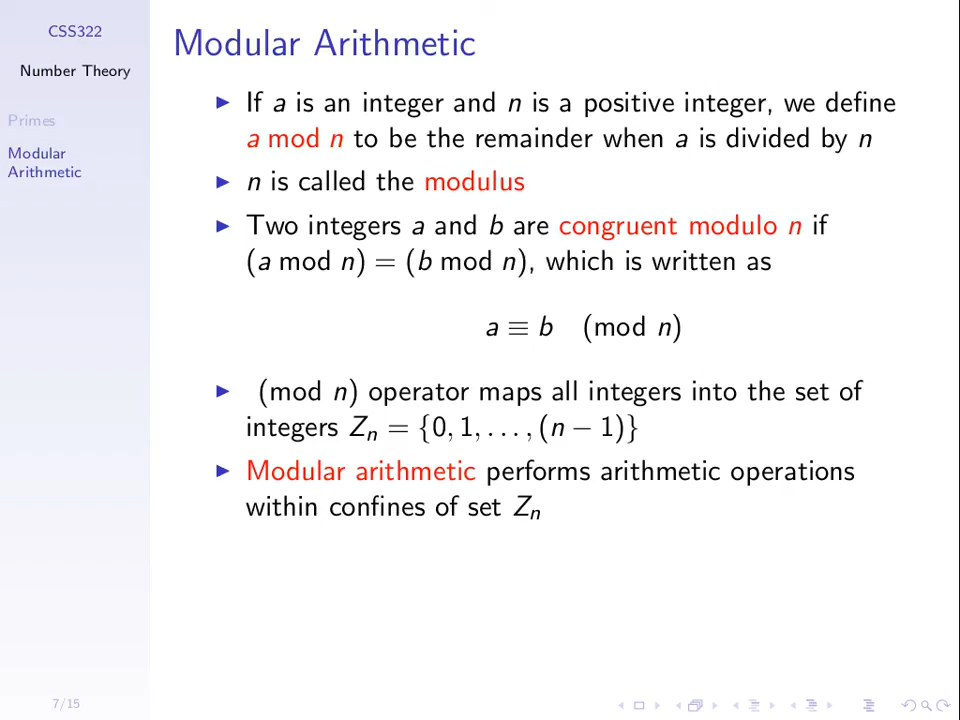 CSS322
Number Theory
Primes
Modular
Arithmetic
Modular Arithmetic
If a is an integer and n is a positive integer, we define
a mod n to be the remainder when a is divided by n
n is called the modulus
Two integers a and b are congruent modulo n if
(a mod n) = (b mod n), which is written as
a ≡ b (mod n)
(mod n) operator maps all integers into the set of
integers Zₙ = {0, 1, . . . , (n − 1)}
Modular arithmetic performs arithmetic operations
within confines of set Zₙ
7/15